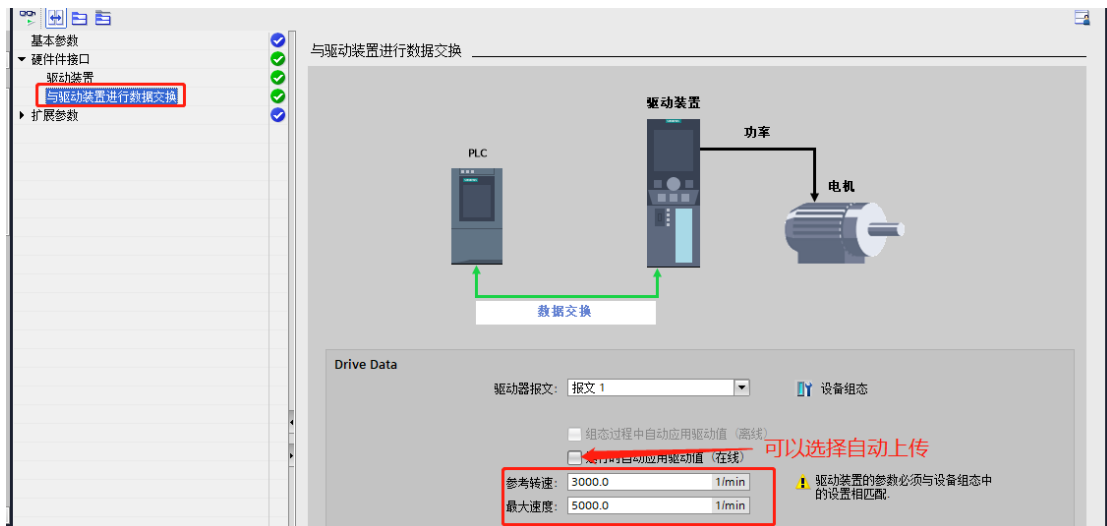 基本参数
硬件件接口
驱动装置
与驱动装置进行数据交换
扩展参数
与驱动装置进行数据交换
驱动装置
功率
PLC
电机
数据交换
Drive Data
驱动器报文: 报文 1
设备组态
组态过程中自动应用驱动值（离线）
可以选择自动上传
运行时自动应用驱动值（在线）
参考转速: 3000.0 1/min
驱动装置的参数必须与设备组态中
的设置相匹配.
最大速度: 5000.0 1/min